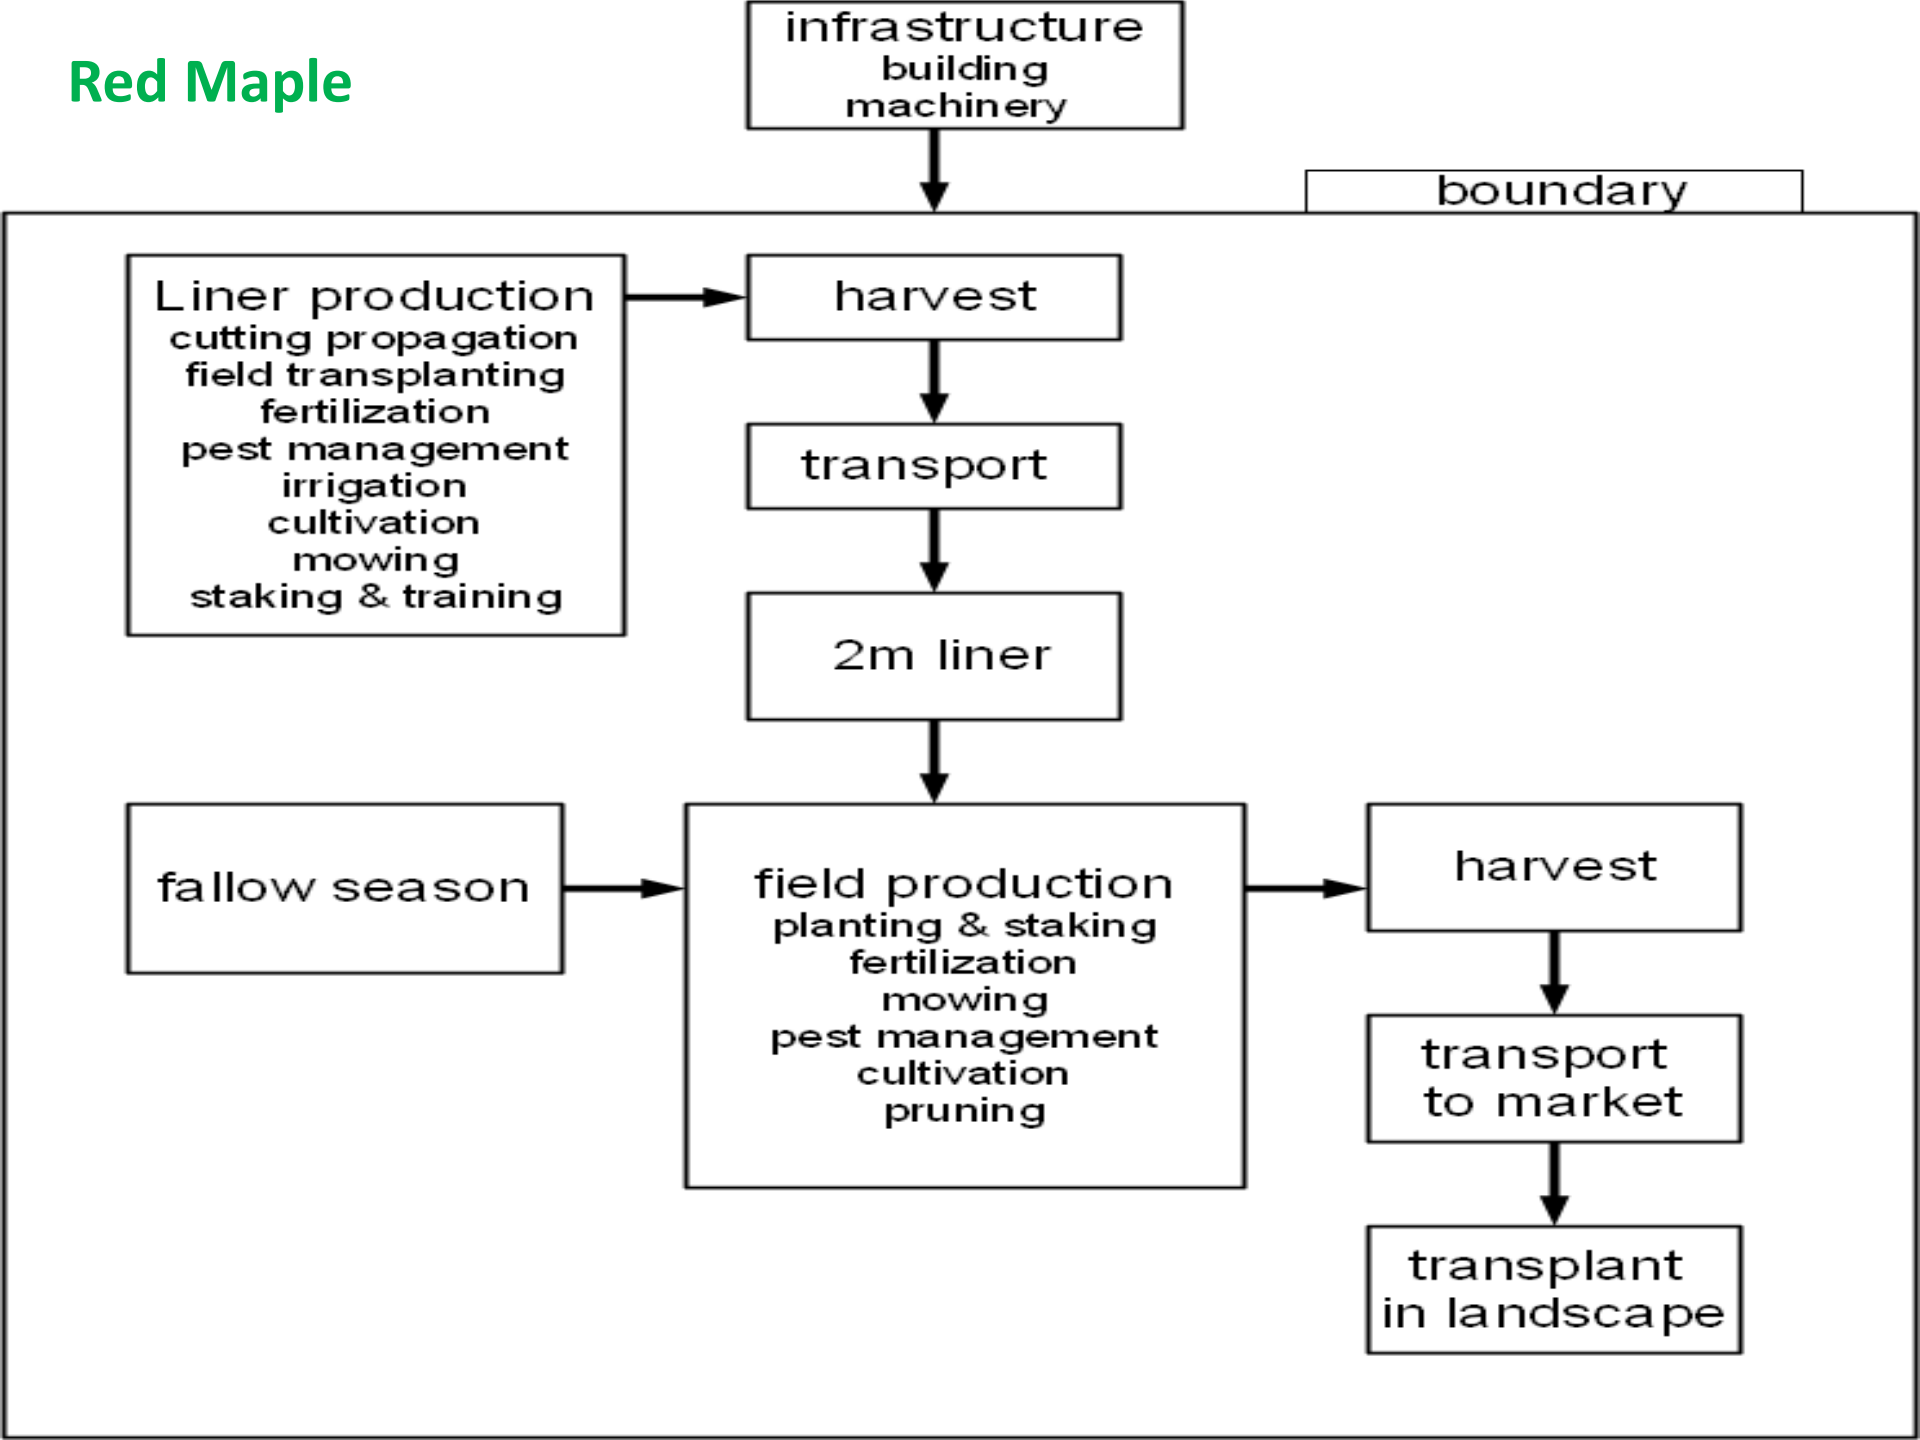 Red Maple
infrastructure
building
machinery
boundary
Liner production
cutting propagation
field transplanting
fertilization
pest management
irrigation
cultivation
mowing
staking & training
harvest
transport
2m liner
fallow season
field production
planting & staking
fertilization
mowing
pest management
cultivation
pruning
harvest
transport
to market
transplant
in landscape